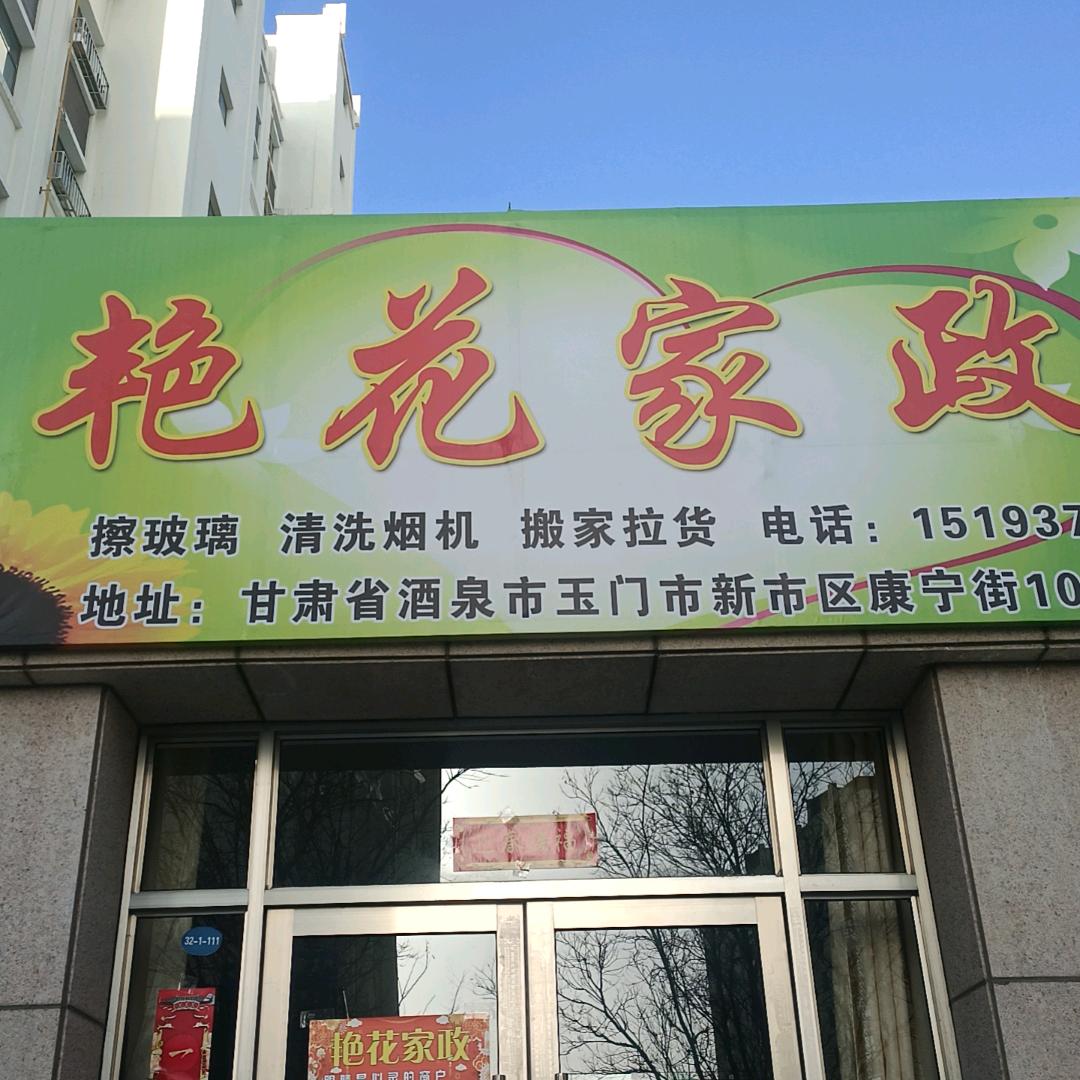 艳花家政
擦玻璃 清洗烟机 搬家拉货 电话：151937
地址：甘肃省酒泉市玉门市新市区康宁街10
32-1-111
一
艳花家政